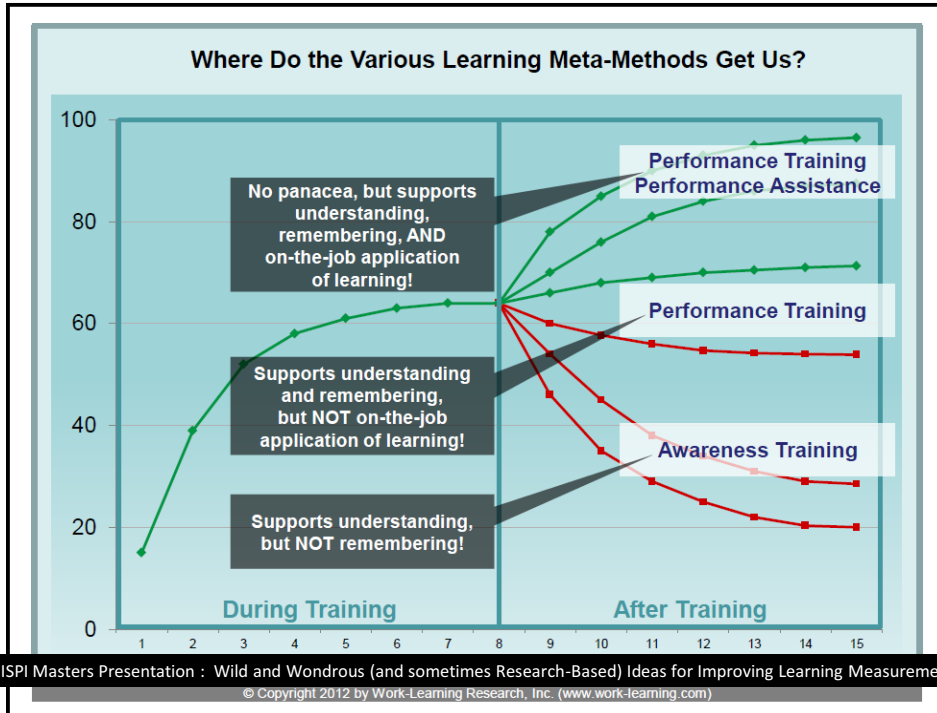 Where Do the Various Learning Meta-Methods Get Us?
100
80
60
40
20
0
No panacea, but supports
understanding,
remembering, AND
on-the-job application
of learning!
Supports understanding
and remembering,
but NOT on-the-job
application of learning!
Supports understanding,
but NOT remembering!
Performance Training
Performance Assistance
Performance Training
Awareness Training
During Training
After Training
1 2 3 4 5 6 7 8 9 10 11 12 13 14 15
ISPI Masters Presentation : Wild and Wondrous (and sometimes Research-Based) Ideas for Improving Learning Measureme
© Copyright 2012 by Work-Learning Research, Inc. (www.work-learning.com)